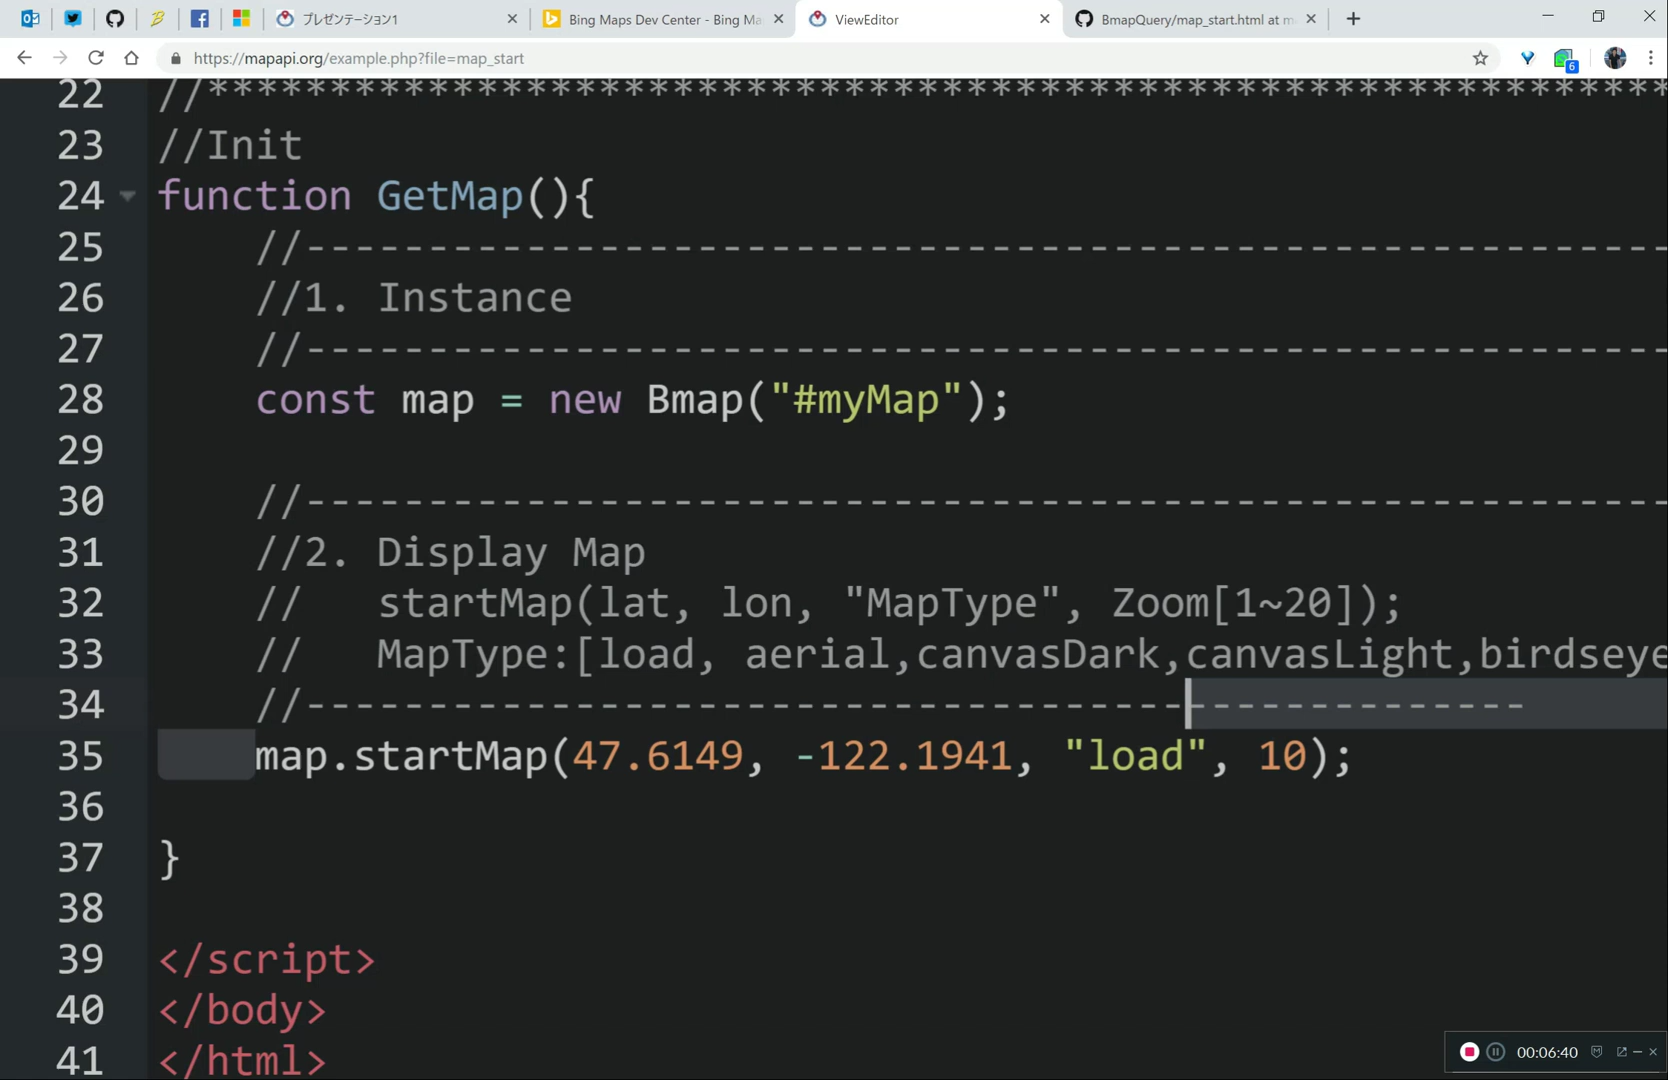 プレゼンテーション1
Bing Maps Dev Center - Bing Ma
ViewEditor
BmapQuery/map_start.html at m
https://mapapi.org/example.php?file=map_start
6
22 //************************************************************
23 //Init
24 function GetMap(){
25 //--------------------------------------------------------
26 //1. Instance
27 //--------------------------------------------------------
28 const map = new Bmap("#myMap");
29
30 //--------------------------------------------------------
31 //2. Display Map
32 // startMap(lat, lon, "MapType", Zoom[1~20]);
33 // MapType:[load, aerial,canvasDark,canvasLight,birdseye
34 //--------------------------------------------------
35 map.startMap(47.6149, -122.1941, "load", 10);
36
37 }
38
39 </script>
40 </body>
41 </html>
00:06:40